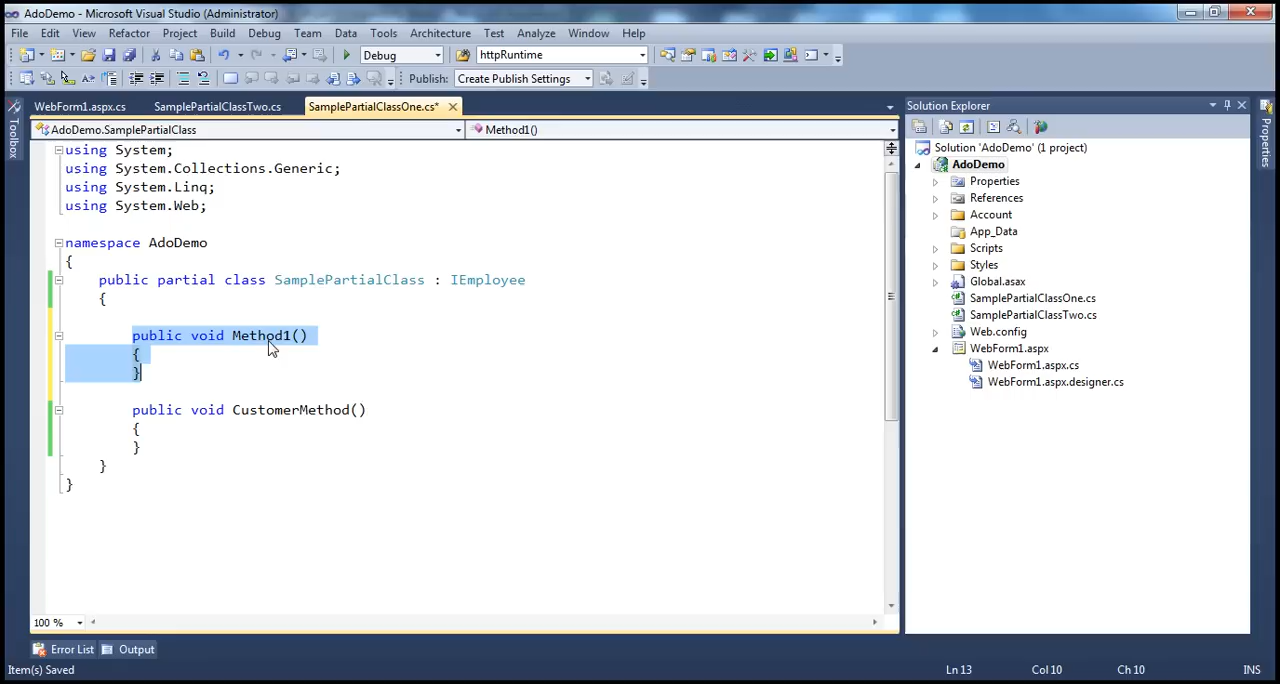 AdoDemo - Microsoft Visual Studio (Administrator)
File Edit View Refactor Project Build Debug Team Data Tools Architecture Test Analyze Window Help
Debug httpRuntime
Publish: Create Publish Settings
WebForm1.aspx.cs SamplePartialClassTwo.cs SamplePartialClassOne.cs*
AdoDemo.SamplePartialClass Method1()
Toolbox
using System;
using System.Collections.Generic;
using System.Linq;
using System.Web;
namespace AdoDemo
{
public partial class SamplePartialClass : IEmployee
{
public void Method1()
{
}
public void CustomerMethod()
{
}
}
}
100 %
Solution Explorer
Solution 'AdoDemo' (1 project)
AdoDemo
Properties
References
Account
App_Data
Scripts
Styles
Global.asax
SamplePartialClassOne.cs
SamplePartialClassTwo.cs
Web.config
WebForm1.aspx
WebForm1.aspx.cs
WebForm1.aspx.designer.cs
Properties
Error List Output
Item(s) Saved Ln 13 Col 10 Ch 10 INS